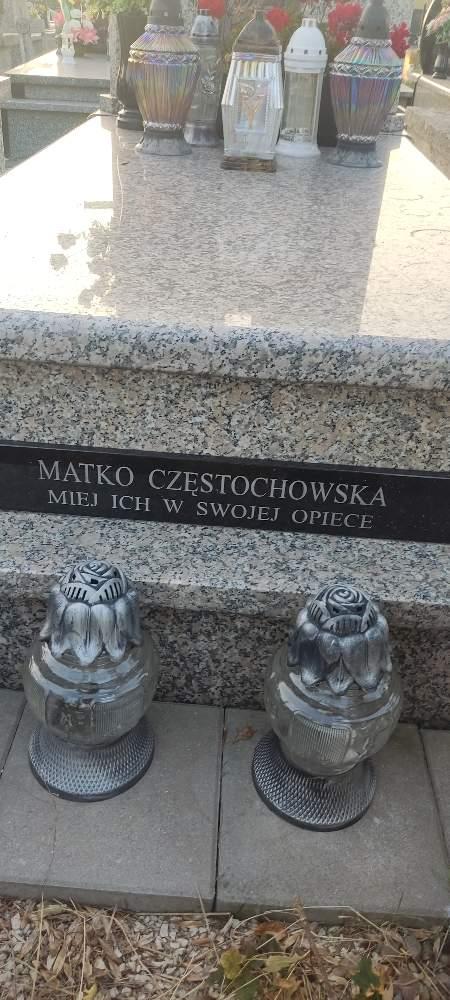 MATKO CZĘSTOCHOWSKA
MIEJ ICH W SWOJEJ OPIECE